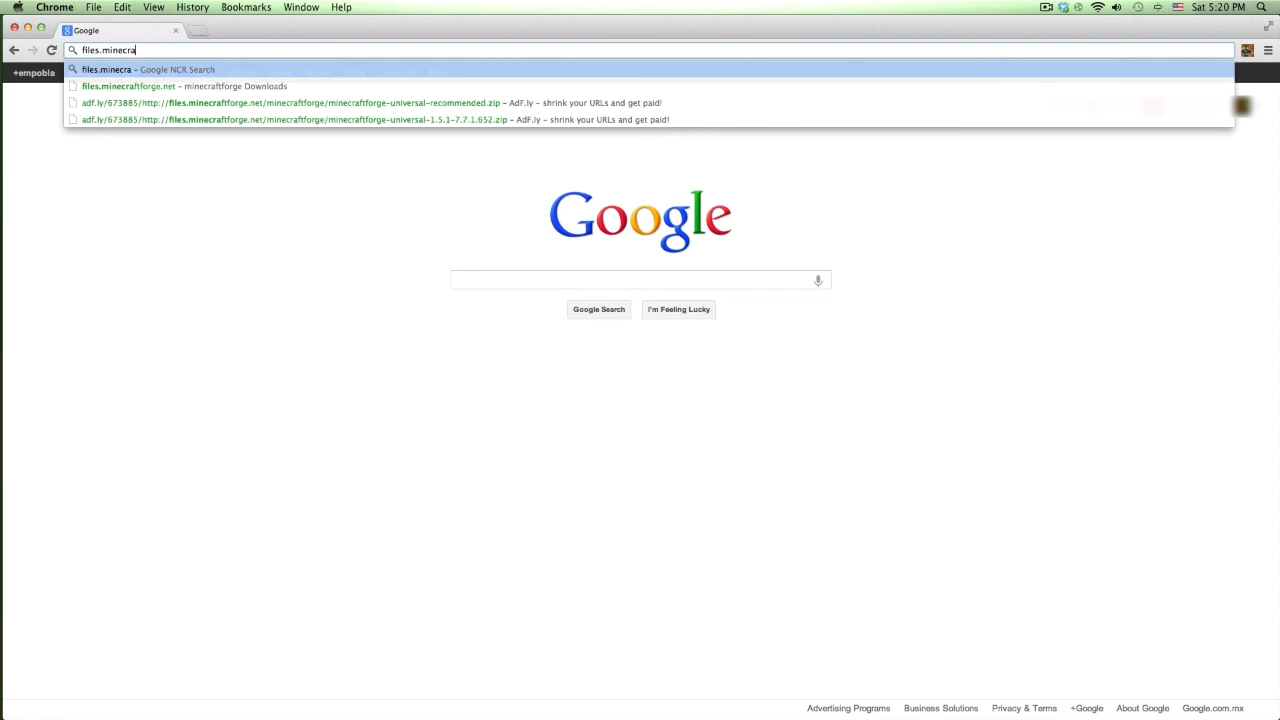 Chrome File Edit View History Bookmarks Window Help Sat 5:20 PM
Google
files.minecra
files.minecra – Google NCR Search
+empobla
files.minecraftforge.net – minecraftforge Downloads
adf.ly/673885/http://files.minecraftforge.net/minecraftforge/minecraftforge-universal-recommended.zip – AdF.ly – shrink your URLs and get paid!
adf.ly/673885/http://files.minecraftforge.net/minecraftforge/minecraftforge-universal-1.5.1-7.7.1.652.zip – AdF.ly – shrink your URLs and get paid!
Google
Google Search I'm Feeling Lucky
Advertising Programs Business Solutions Privacy & Terms +Google About Google Google.com.mx